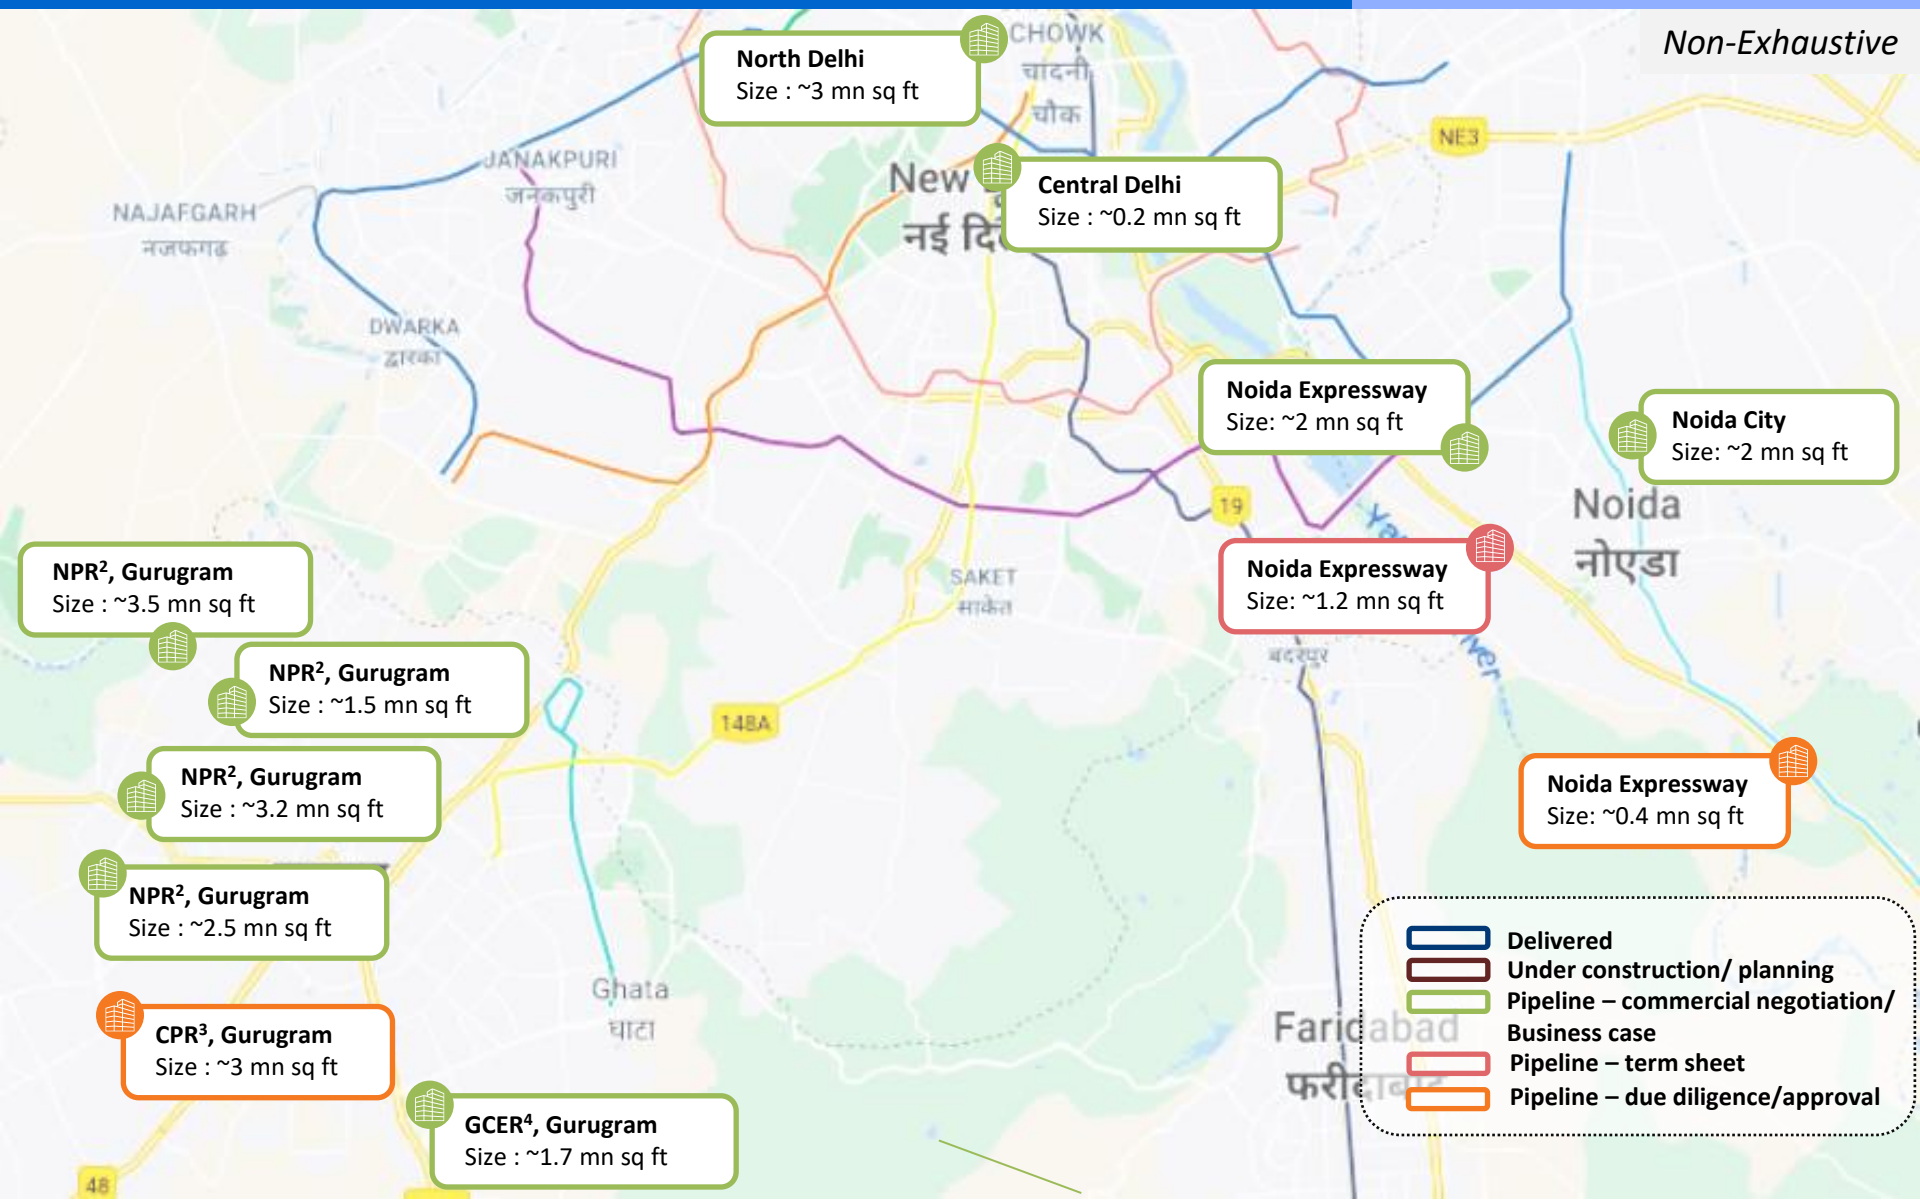 Non-Exhaustive
CHOWK
चांदनी
चौक
North Delhi
Size : ~3 mn sq ft
NE3
JANAKPURI
जनकपुरी
New
नई
Central Delhi
Size : ~0.2 mn sq ft
NAJAFGARH
नजफगढ़
DWARKA
द्वारका
Noida Expressway
Size: ~2 mn sq ft
Noida City
Size: ~2 mn sq ft
19
Noida
नोएडा
Noida Expressway
Size: ~1.2 mn sq ft
SAKET
साकेत
बदरपुर
NPR², Gurugram
Size : ~3.5 mn sq ft
NPR², Gurugram
Size : ~1.5 mn sq ft
148A
NPR², Gurugram
Size : ~3.2 mn sq ft
Noida Expressway
Size: ~0.4 mn sq ft
NPR², Gurugram
Size : ~2.5 mn sq ft
Ghata
घाटा
CPR³, Gurugram
Size : ~3 mn sq ft
Faridabad
फरीदाबाद
GCER⁴, Gurugram
Size : ~1.7 mn sq ft
48
Delivered
Under construction/ planning
Pipeline – commercial negotiation/
Business case
Pipeline – term sheet
Pipeline – due diligence/approval